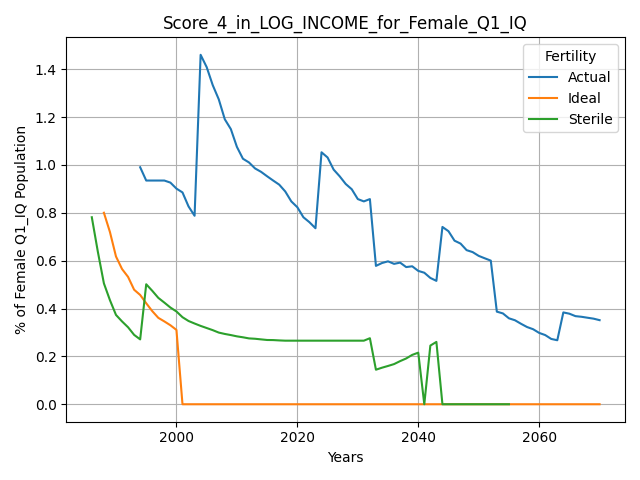 Score_4_in_LOG_INCOME_for_Female_Q1_IQ
Fertility
Actual
Ideal
Sterile
% of Female Q1_IQ Population
1.4
1.2
1.0
0.8
0.6
0.4
0.2
0.0
2000
2020
2040
2060
Years